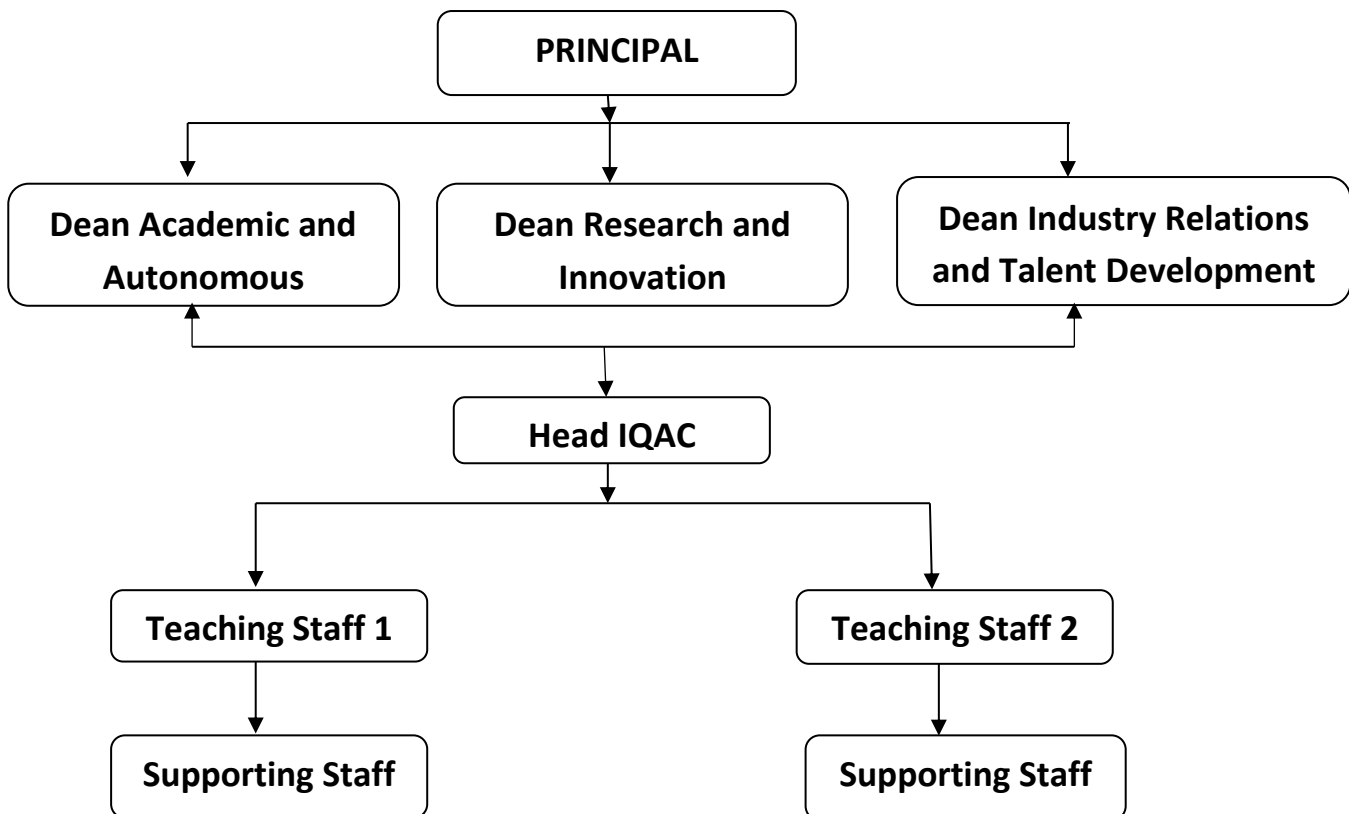 PRINCIPAL
Dean Academic and
Autonomous
Dean Research and
Innovation
Dean Industry Relations
and Talent Development
Head IQAC
Teaching Staff 1
Teaching Staff 2
Supporting Staff
Supporting Staff